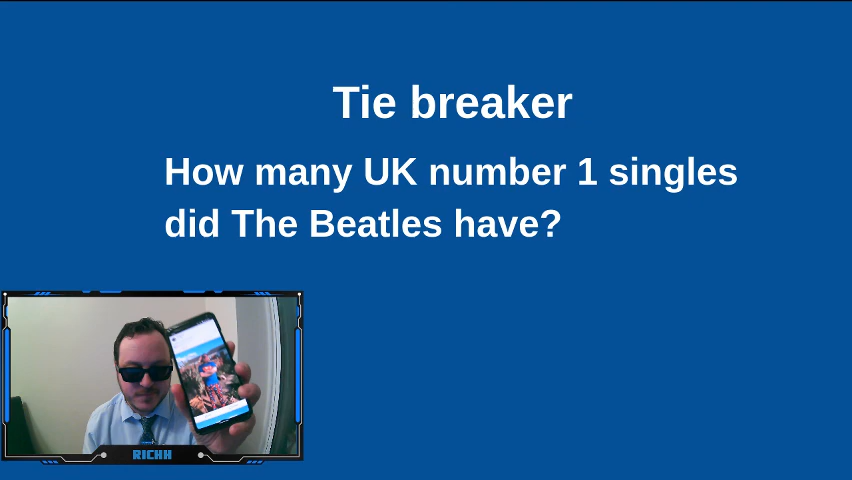 Tie breaker
How many UK number 1 singles
did The Beatles have?
RICHH